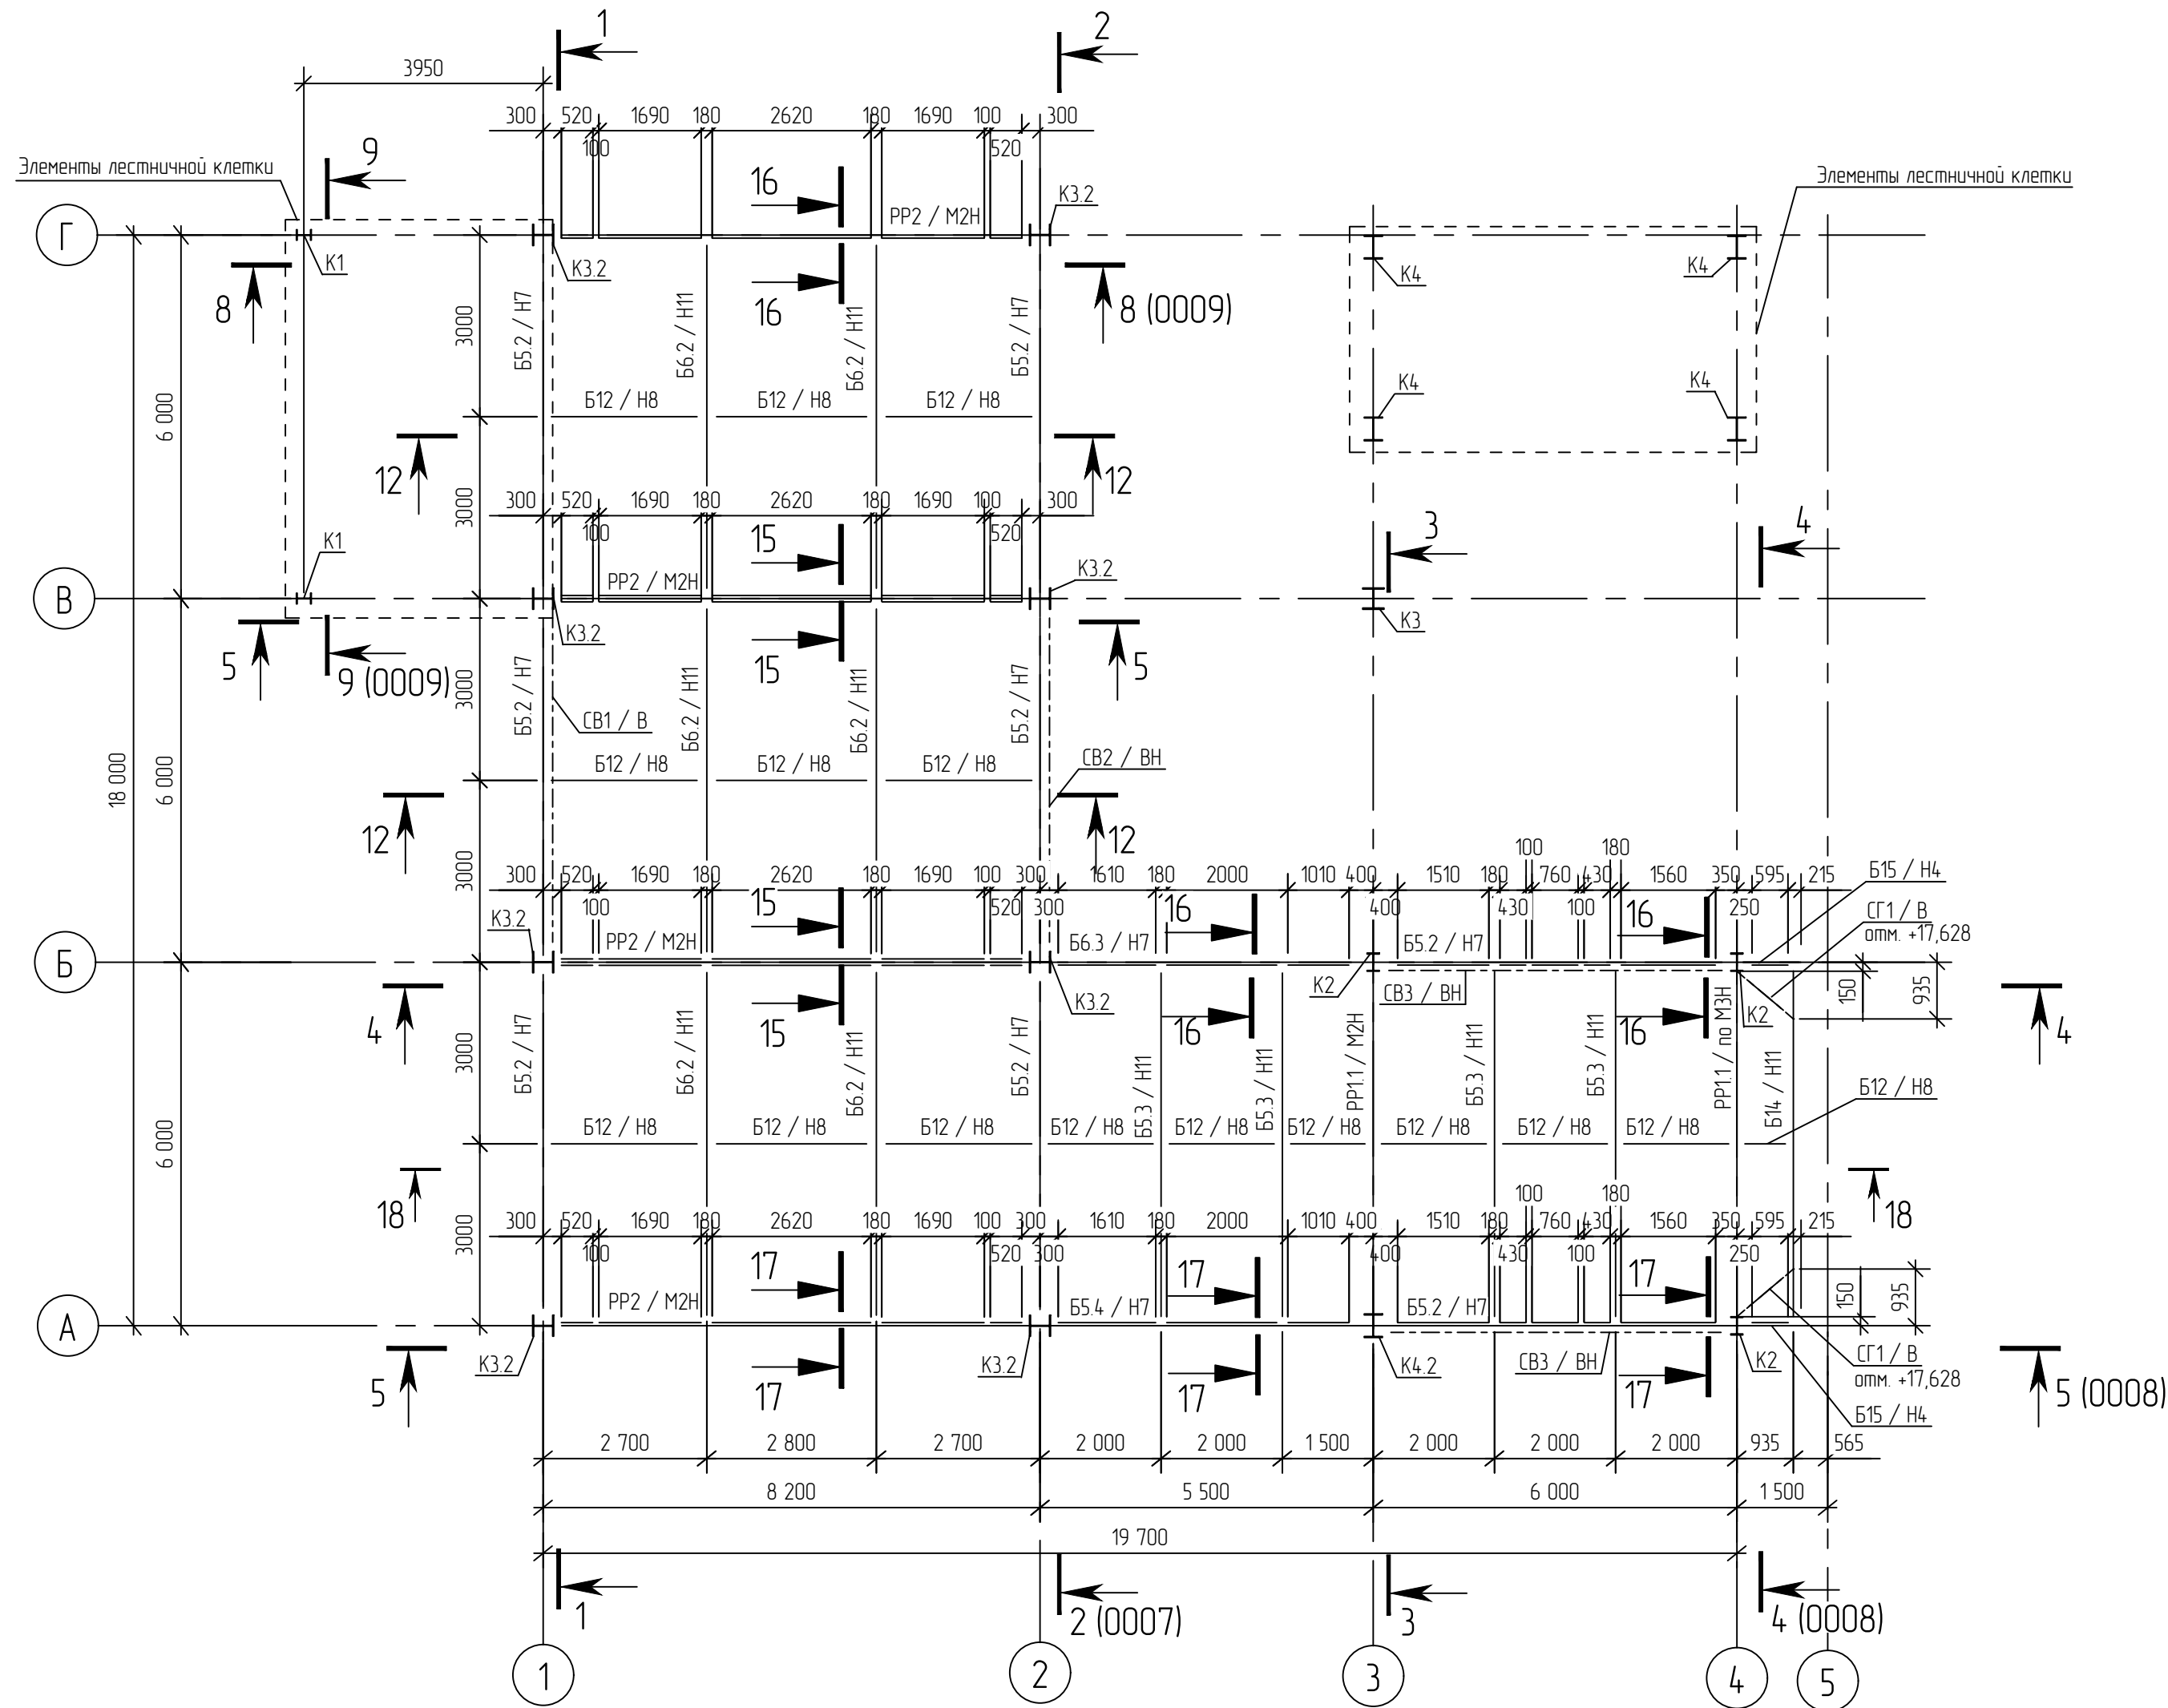 1
2
3950
300 520 1690 180 2620 180 1690 100 300
100 520
Элементы лестничной клетки
9
16
К3.2
Элементы лестничной клетки
РР2 / М2Н
Г
К1
К3.2
К4
К4
8
16
8 (0009)
3000
Б5.2 / Н7
Б6.2 / Н11
Б6.2 / Н11
Б5.2 / Н7
6 000
Б12 / Н8
Б12 / Н8
Б12 / Н8
К4
К4
12
12
3000
300 520 1690 180 2620 180 1690 100 300
100 520
15
3
4
К1
РР2 / М2Н
К3.2
В
К3.2
К3
5
9 (0009)
15
5
3000
Б5.2 / Н7
Б6.2 / Н11
Б6.2 / Н11
Б5.2 / Н7
СВ1 / В
18 000
6 000
Б12 / Н8
Б12 / Н8
Б12 / Н8
СВ2 / ВН
12
12
3000
100 180
300 520 1690 180 2620 180 1690 100 300 1610 180 2000 1010 400 1510 180 760 430 1560 350 595 215
100 520 300 400 430 100 250
Б15 / Н4
К3.2
15
16
16
СГ1 / В
отм. +17,628
РР2 / М2Н
Б6.3 / Н7
Б5.2 / Н7
Б
К3.2
К2
СВ3 / ВН
К2
150
935
4
15
16
16
4
3000
Б5.2 / Н7
Б6.2 / Н11
Б6.2 / Н11
Б5.2 / Н7
Б5.3 / Н11
Б5.3 / Н11
РР1.1 / М2Н
Б5.3 / Н11
Б5.3 / Н11
РР1.1 / по М3Н
Б14 / Н11
Б12 / Н8
6 000
Б12 / Н8
Б12 / Н8
Б12 / Н8
Б12 / Н8
Б12 / Н8
Б12 / Н8
Б12 / Н8
Б12 / Н8
Б12 / Н8
18
18
3000
100 180
300 520 1690 180 2620 180 1690 100 300 1610 180 2000 1010 400 1510 180 760 430 1560 350 595 215
100 520 300 400 430 100 250
17
17
17
РР2 / М2Н
Б5.4 / Н7
Б5.2 / Н7
150
935
А
К3.2
К3.2
К4.2
СВ3 / ВН
К2
СГ1 / В
отм. +17,628
5
17
17
17
5 (0008)
Б15 / Н4
2 700 2 800 2 700 2 000 2 000 1 500 2 000 2 000 2 000 935 565
8 200 5 500 6 000 1 500
19 700
1
2 (0007)
3
4 (0008)
1
2
3
4
5